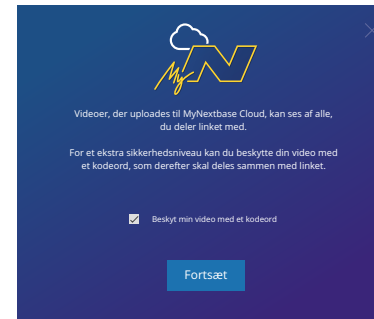 My N
Videoer, der uploades til MyNextbase Cloud, kan ses af alle,
du deler linket med.
For et ekstra sikkerhedsniveau kan du beskytte din video med
et kodeord, som derefter skal deles sammen med linket.
Beskyt min video med et kodeord
Fortsæt